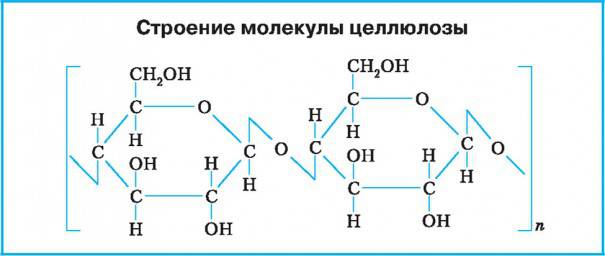 Строение молекулы целлюлозы
CH₂OH CH₂OH
C O C O
H H H H
C OH H C O C OH H C O
H H
C C C C
H OH H OH n